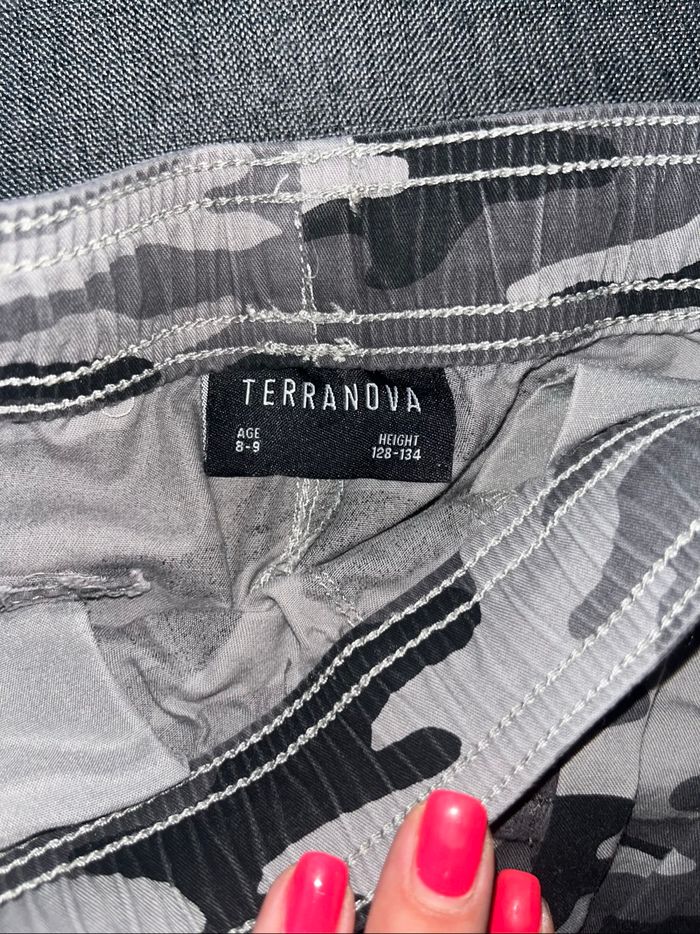 TERRANOVA
AGE
8-9
HEIGHT
128-134